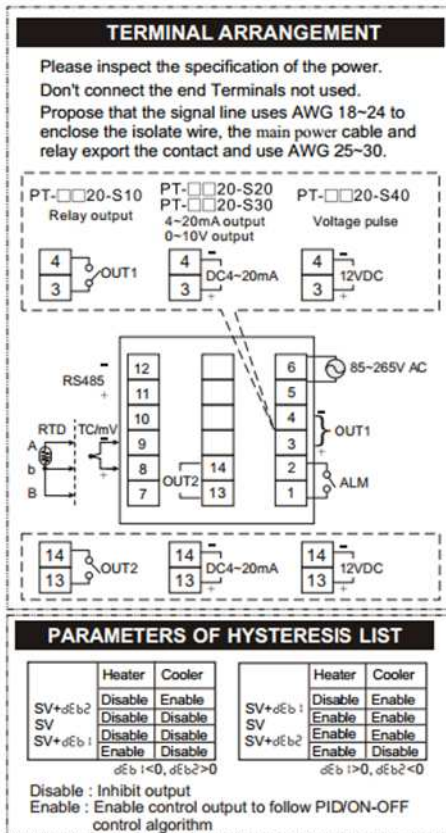 TERMINAL ARRANGEMENT
Please inspect the specification of the power.
Don't connect the end Terminals not used.
Propose that the signal line uses AWG 18~24 to
enclose the isolate wire, the main power cable and
relay export the contact and use AWG 25~30.
PT-□□20-S10
Relay output
PT-□□20-S20
PT-□□20-S30
4~20mA output
0~10V output
PT-□□20-S40
Voltage pulse
4
3
OUT1
4
3
-
DC4~20mA
+
4
3
-
12VDC
+
RS485
-
+
12
11
10
9
8
7
RTD
A
b
B
TC/mV
-
+
OUT2
14
13
6
5
4
3
2
1
85~265V AC
-
OUT1
+
ALM
14
13
OUT2
14
13
-
DC4~20mA
+
14
13
-
12VDC
+
PARAMETERS OF HYSTERESIS LIST
Heater Cooler
SV+dEb2
SV
SV+dEb1
Disable Enable
Disable Disable
Disable Disable
Enable Disable
dEb1<0, dEb2>0
Heater Cooler
SV+dEb1
SV
SV+dEb2
Disable Enable
Enable Enable
Enable Enable
Enable Disable
dEb1>0, dEb2<0
Disable : Inhibit output
Enable : Enable control output to follow PID/ON-OFF
control algorithm